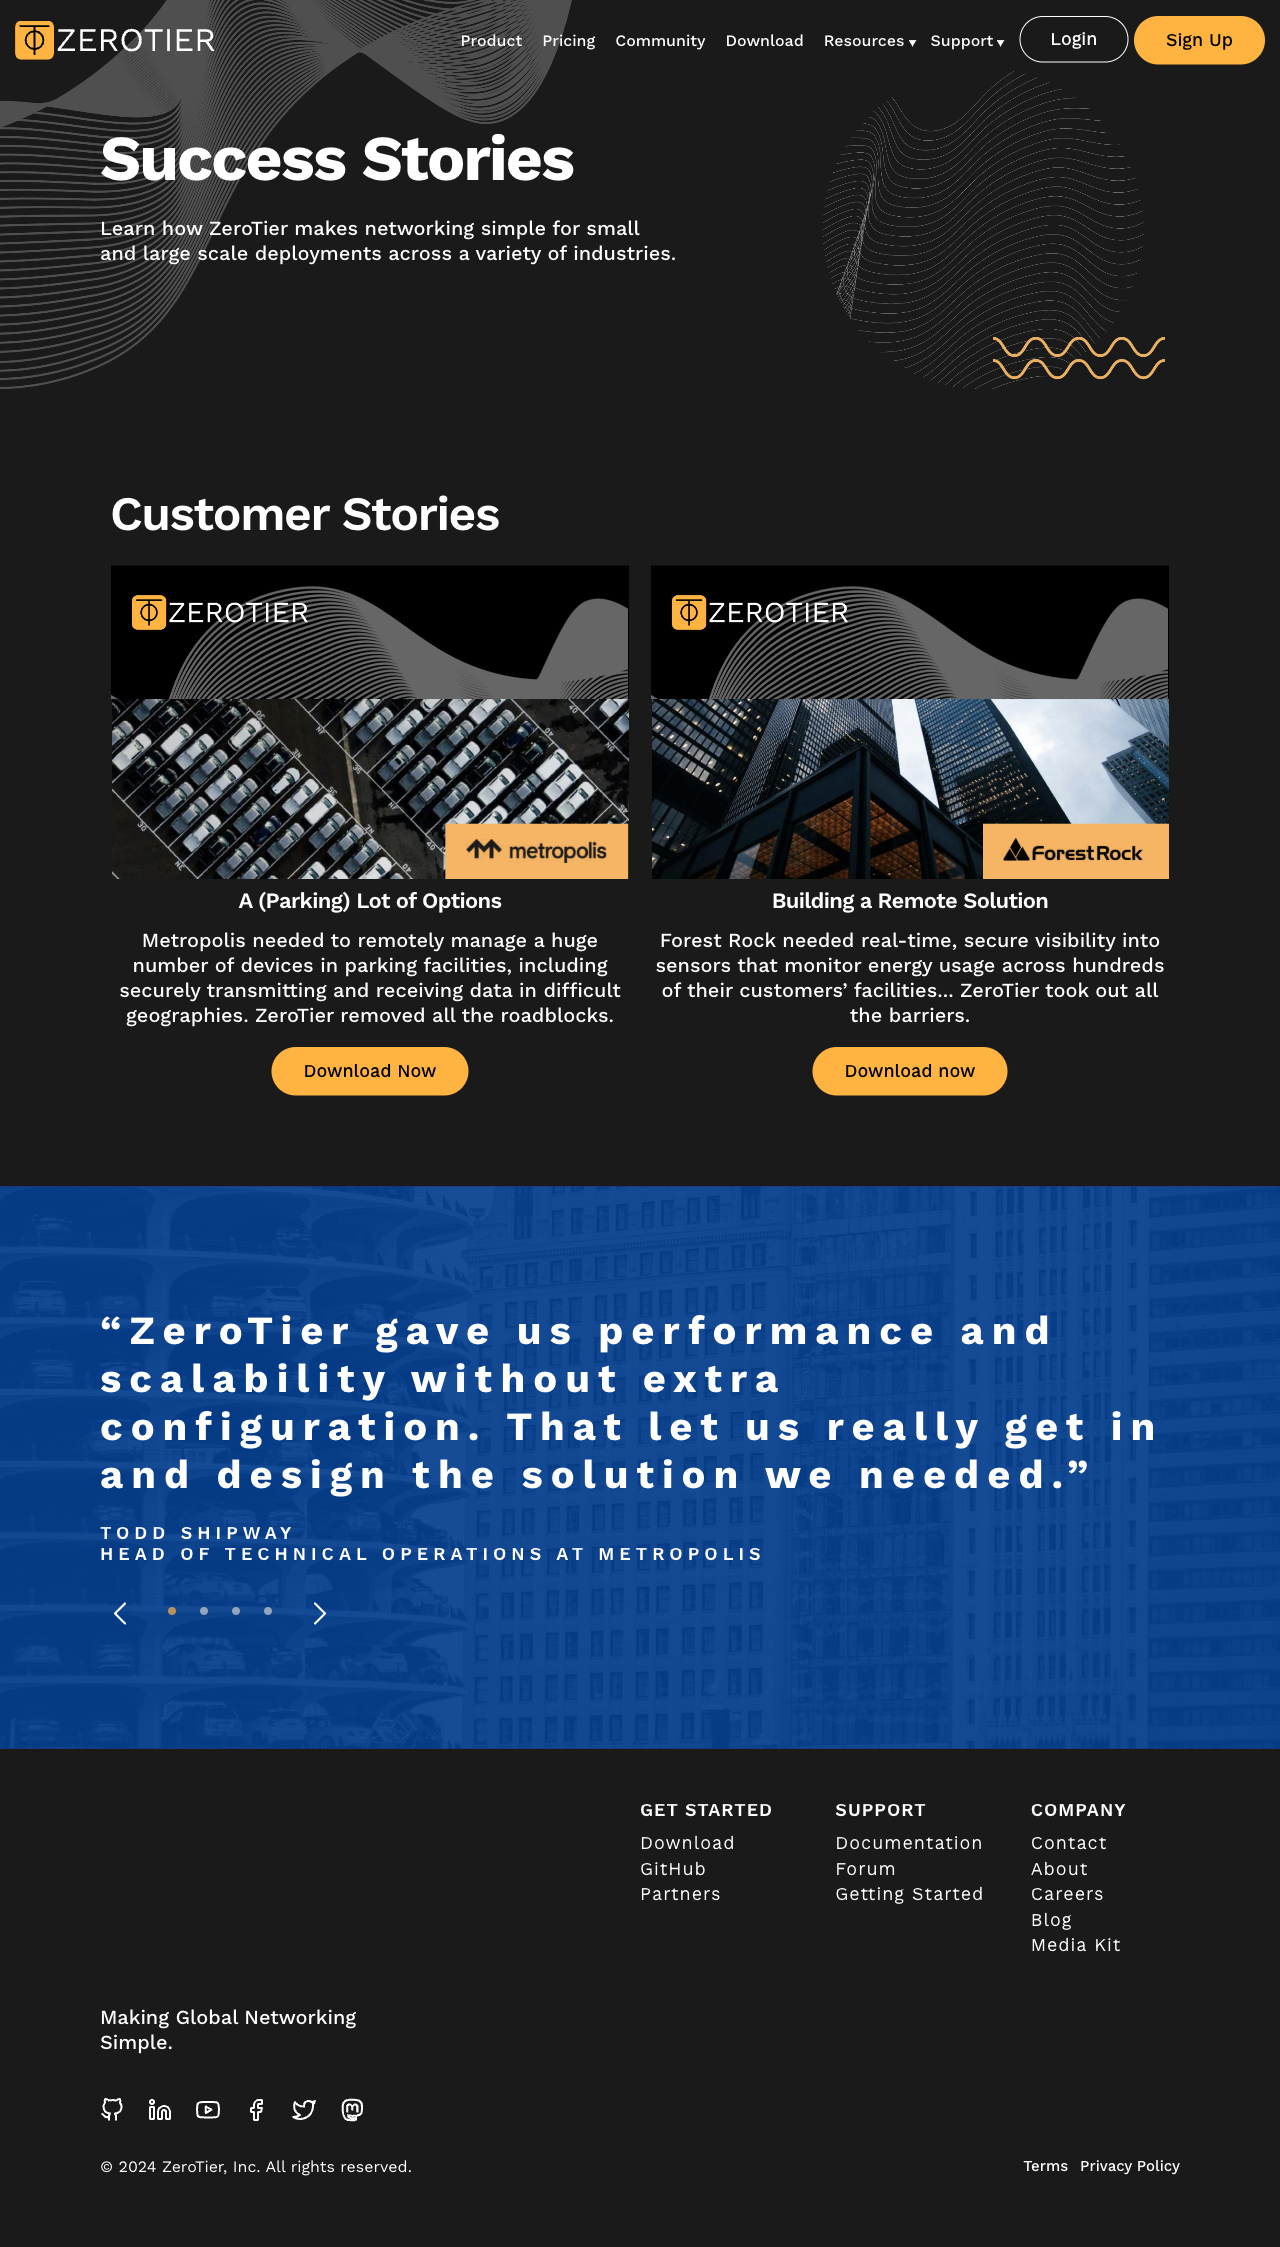 ZEROTIER
Product Pricing Community Download Resources Support Login Sign Up
Success Stories
Learn how ZeroTier makes networking simple for small
and large scale deployments across a variety of industries.
Customer Stories
ZEROTIER
metropolis
A (Parking) Lot of Options
Metropolis needed to remotely manage a huge
number of devices in parking facilities, including
securely transmitting and receiving data in difficult
geographies. ZeroTier removed all the roadblocks.
Download Now
ZEROTIER
ForestRock
Building a Remote Solution
Forest Rock needed real-time, secure visibility into
sensors that monitor energy usage across hundreds
of their customers’ facilities... ZeroTier took out all
the barriers.
Download now
“ZeroTier gave us performance and
scalability without extra
configuration. That let us really get in
and design the solution we needed.”
TODD SHIPWAY
HEAD OF TECHNICAL OPERATIONS AT METROPOLIS
GET STARTED
Download
GitHub
Partners
SUPPORT
Documentation
Forum
Getting Started
COMPANY
Contact
About
Careers
Blog
Media Kit
Making Global Networking
Simple.
© 2024 ZeroTier, Inc. All rights reserved.
Terms Privacy Policy